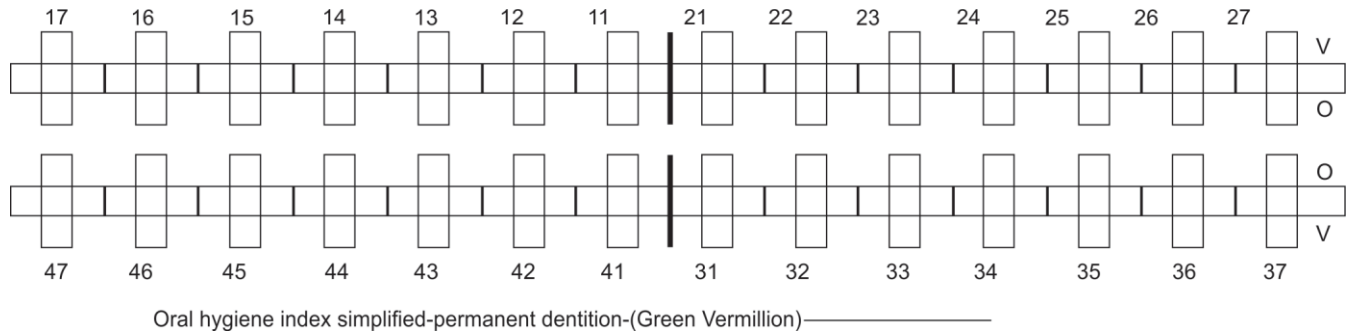 17 16 15 14 13 12 11 21 22 23 24 25 26 27
V
O
O
V
47 46 45 44 43 42 41 31 32 33 34 35 36 37
Oral hygiene index simplified-permanent dentition-(Green Vermillion)